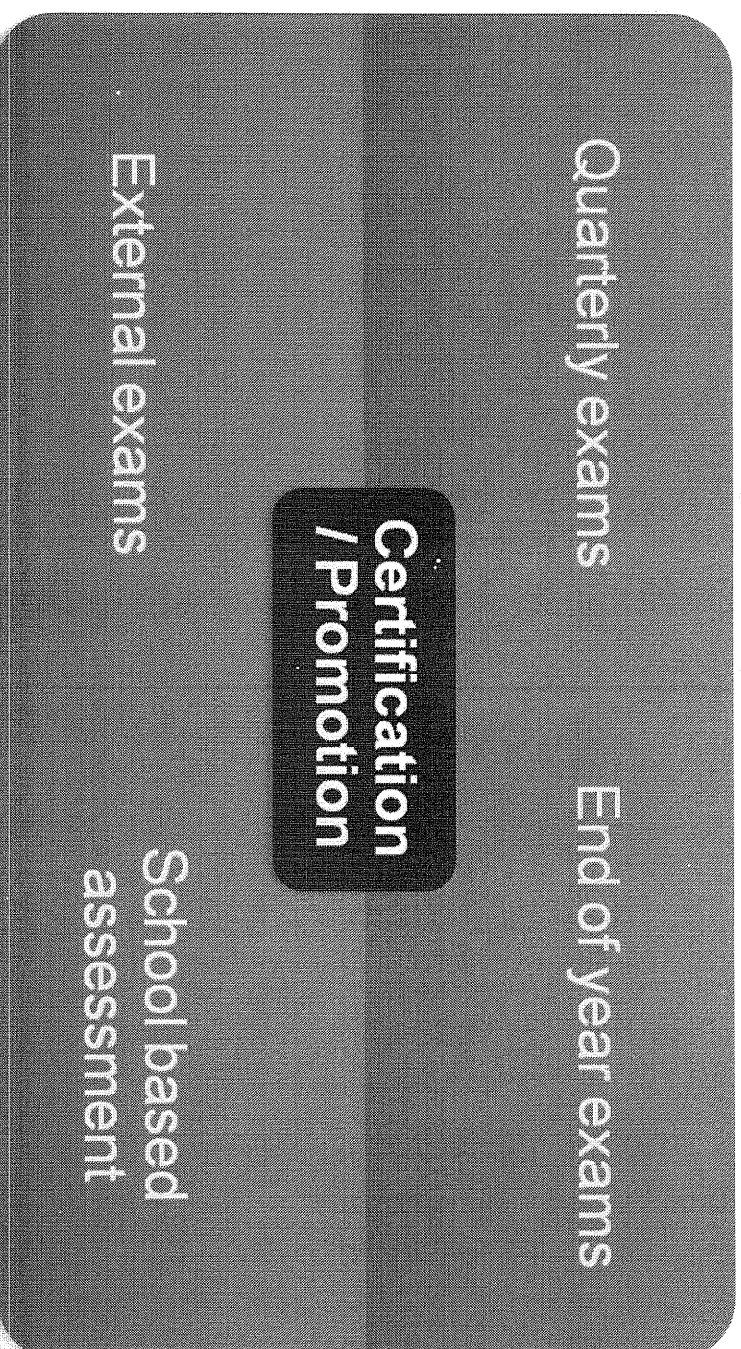 Quarterly exams
End of year exams
Certification
/ Promotion
External exams
School based
assessment